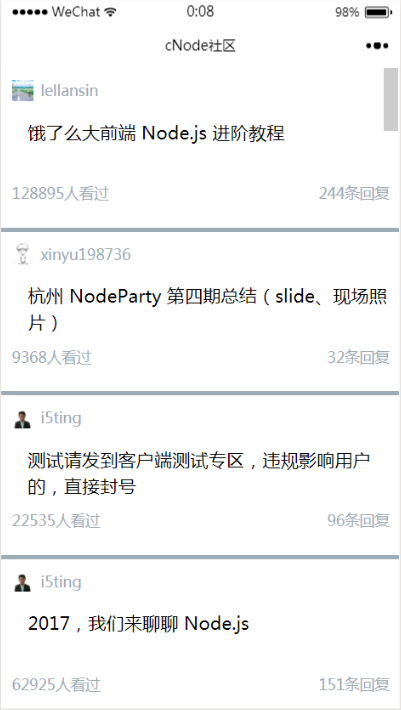 WeChat 0:08 98%
cNode社区
lellansin
饿了么大前端 Node.js 进阶教程
128895人看过 244条回复
xinyu198736
杭州 NodeParty 第四期总结（slide、现场照
片）
9368人看过 32条回复
i5ting
测试请发到客户端测试专区，违规影响用户
的，直接封号
22535人看过 96条回复
i5ting
2017，我们来聊聊 Node.js
62925人看过 151条回复